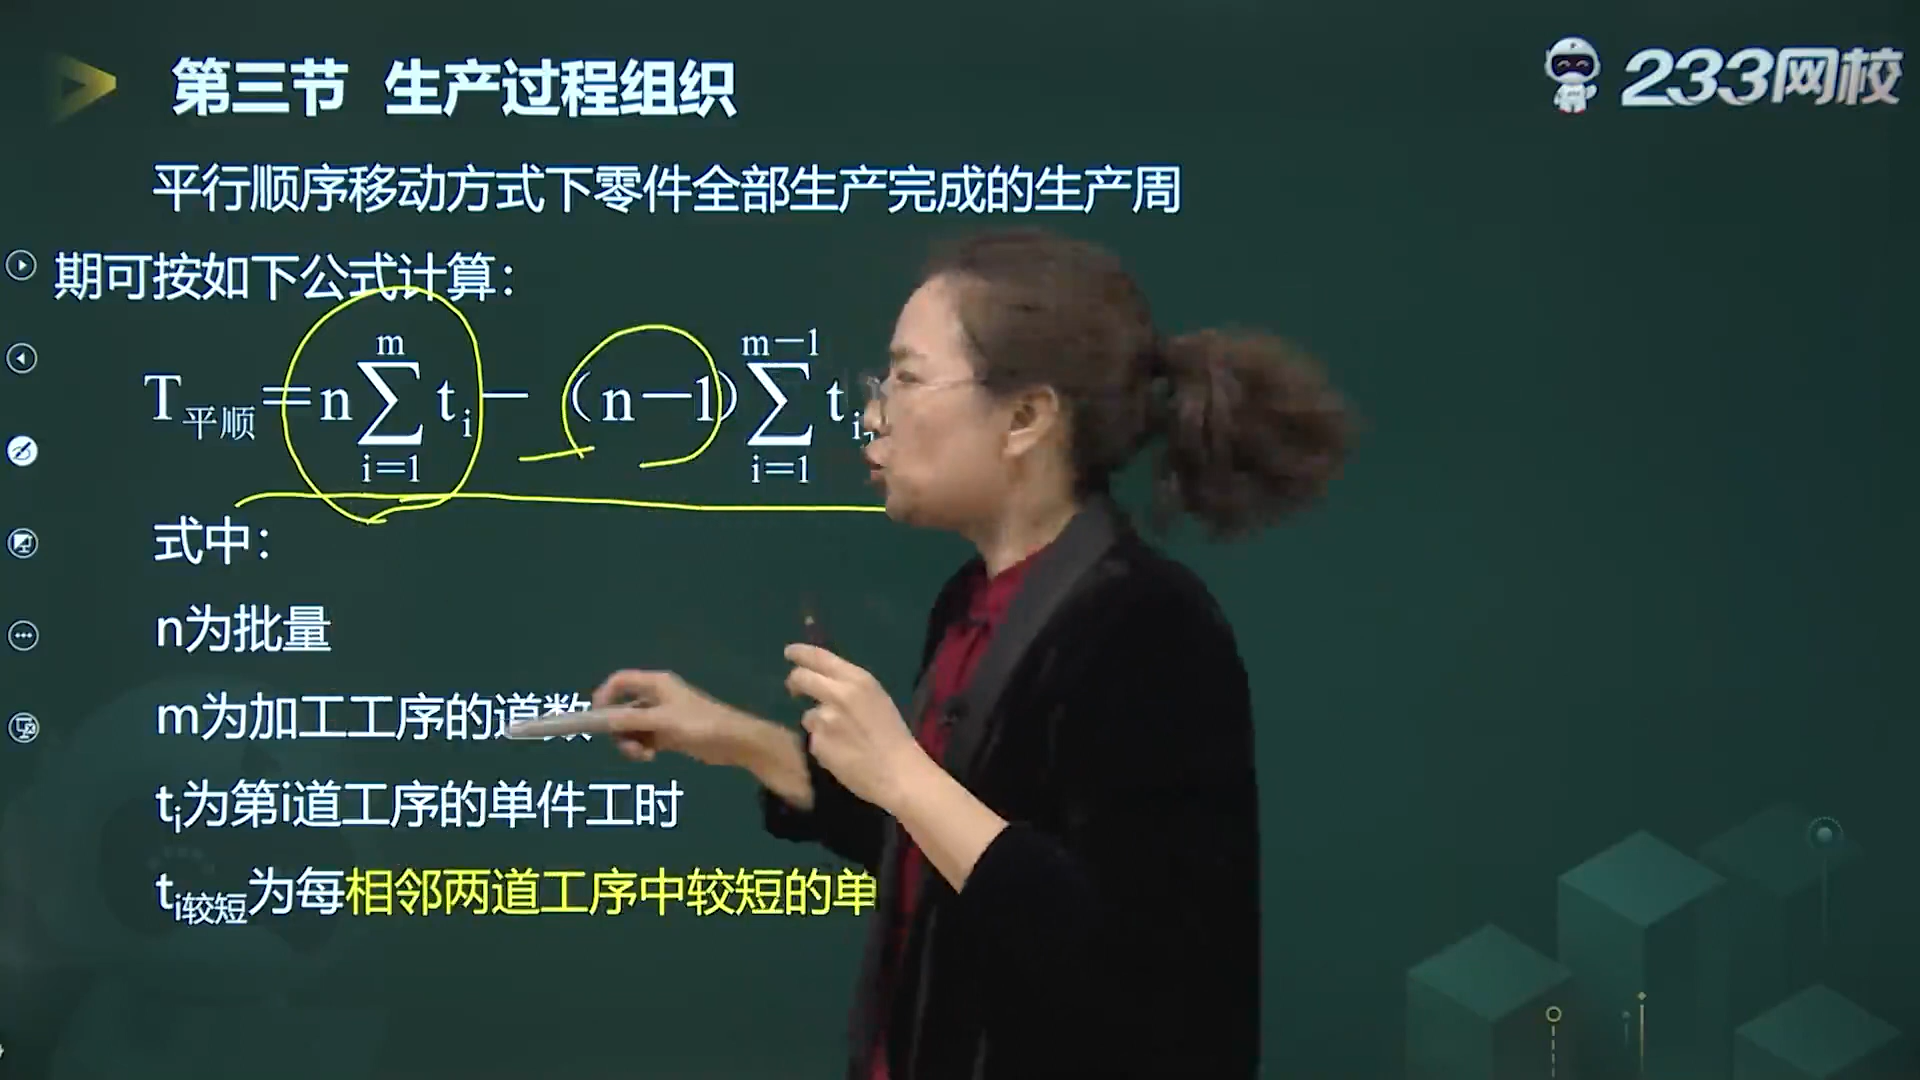 第三节 生产过程组织
233网校
平行顺序移动方式下零件全部生产完成的生产周
期可按如下公式计算：
T平顺=n∑ti－（n－1）∑ti
m
i=1
m－1
i=1
式中：
n为批量
m为加工工序的道数
ti为第i道工序的单件工时
ti较短为每相邻两道工序中较短的单